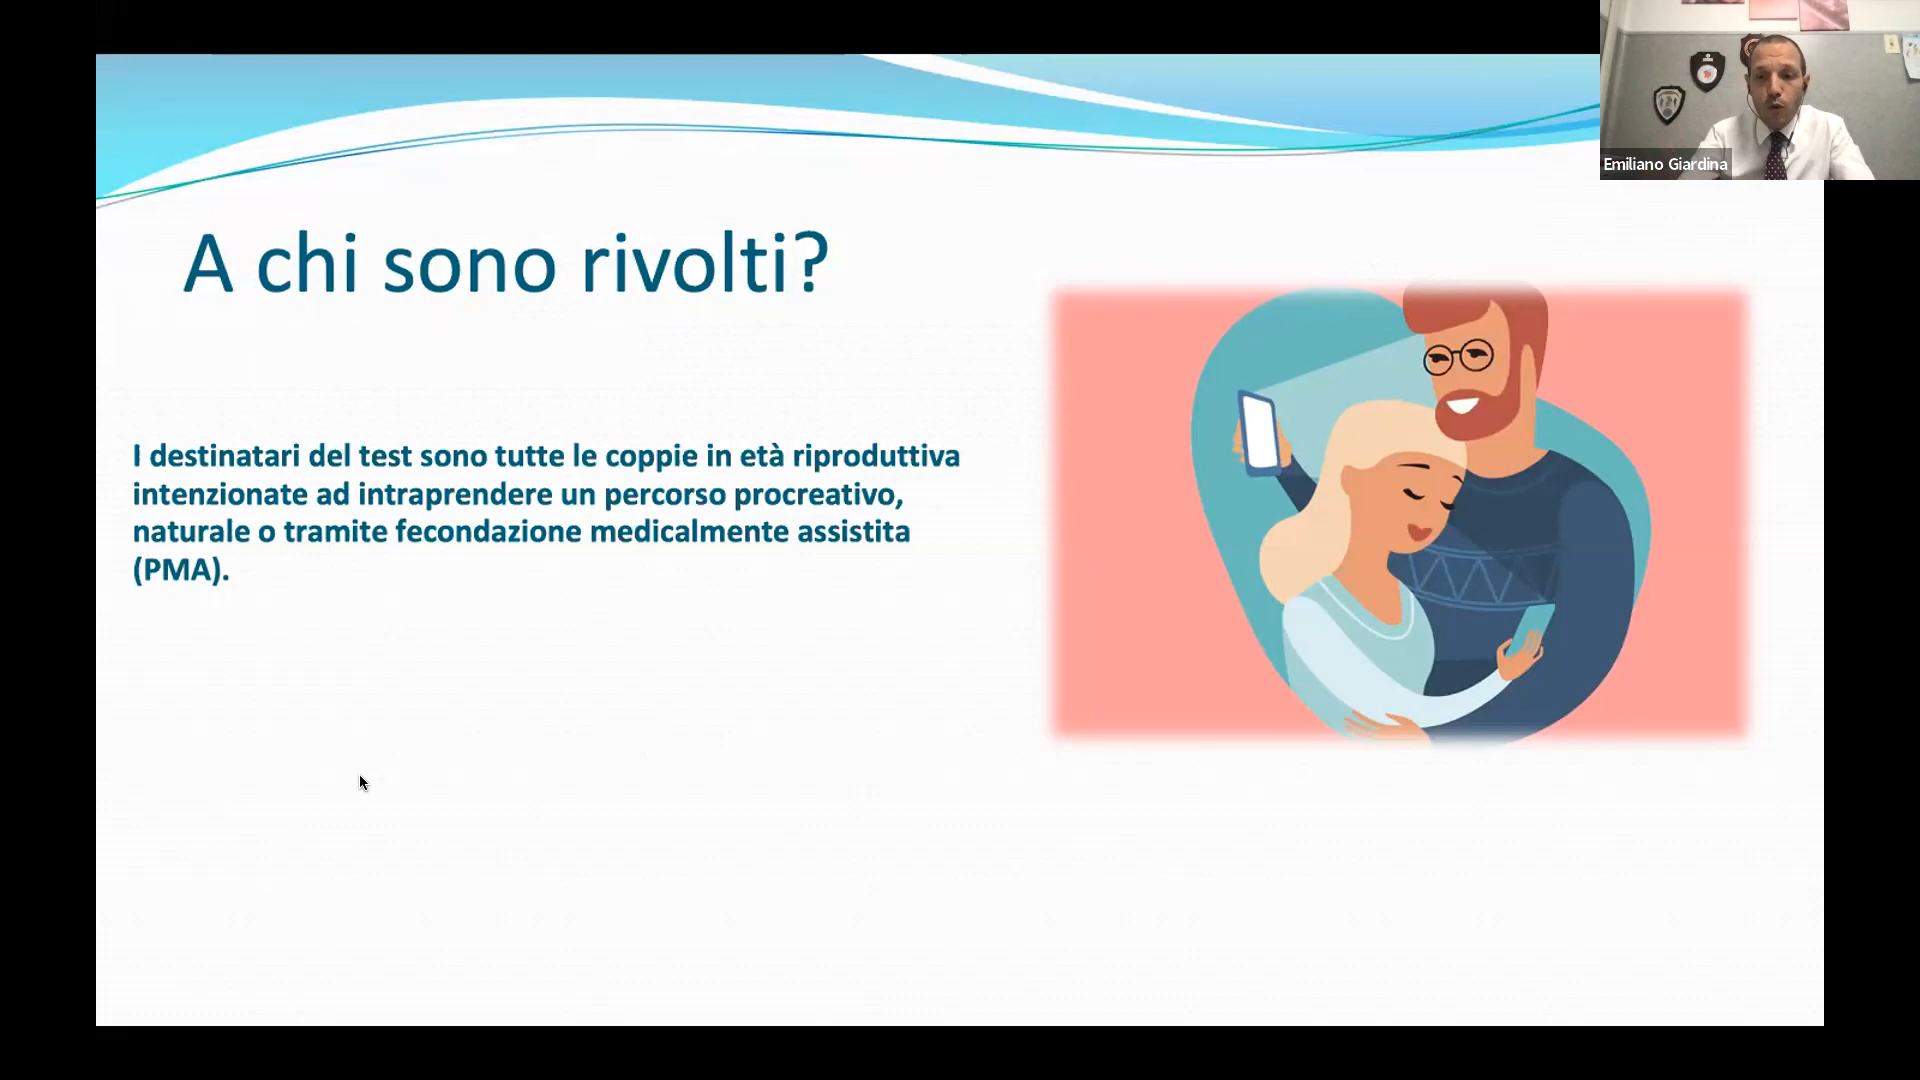 Emiliano Giardina
A chi sono rivolti?
I destinatari del test sono tutte le coppie in età riproduttiva
intenzionate ad intraprendere un percorso procreativo,
naturale o tramite fecondazione medicalmente assistita
(PMA).